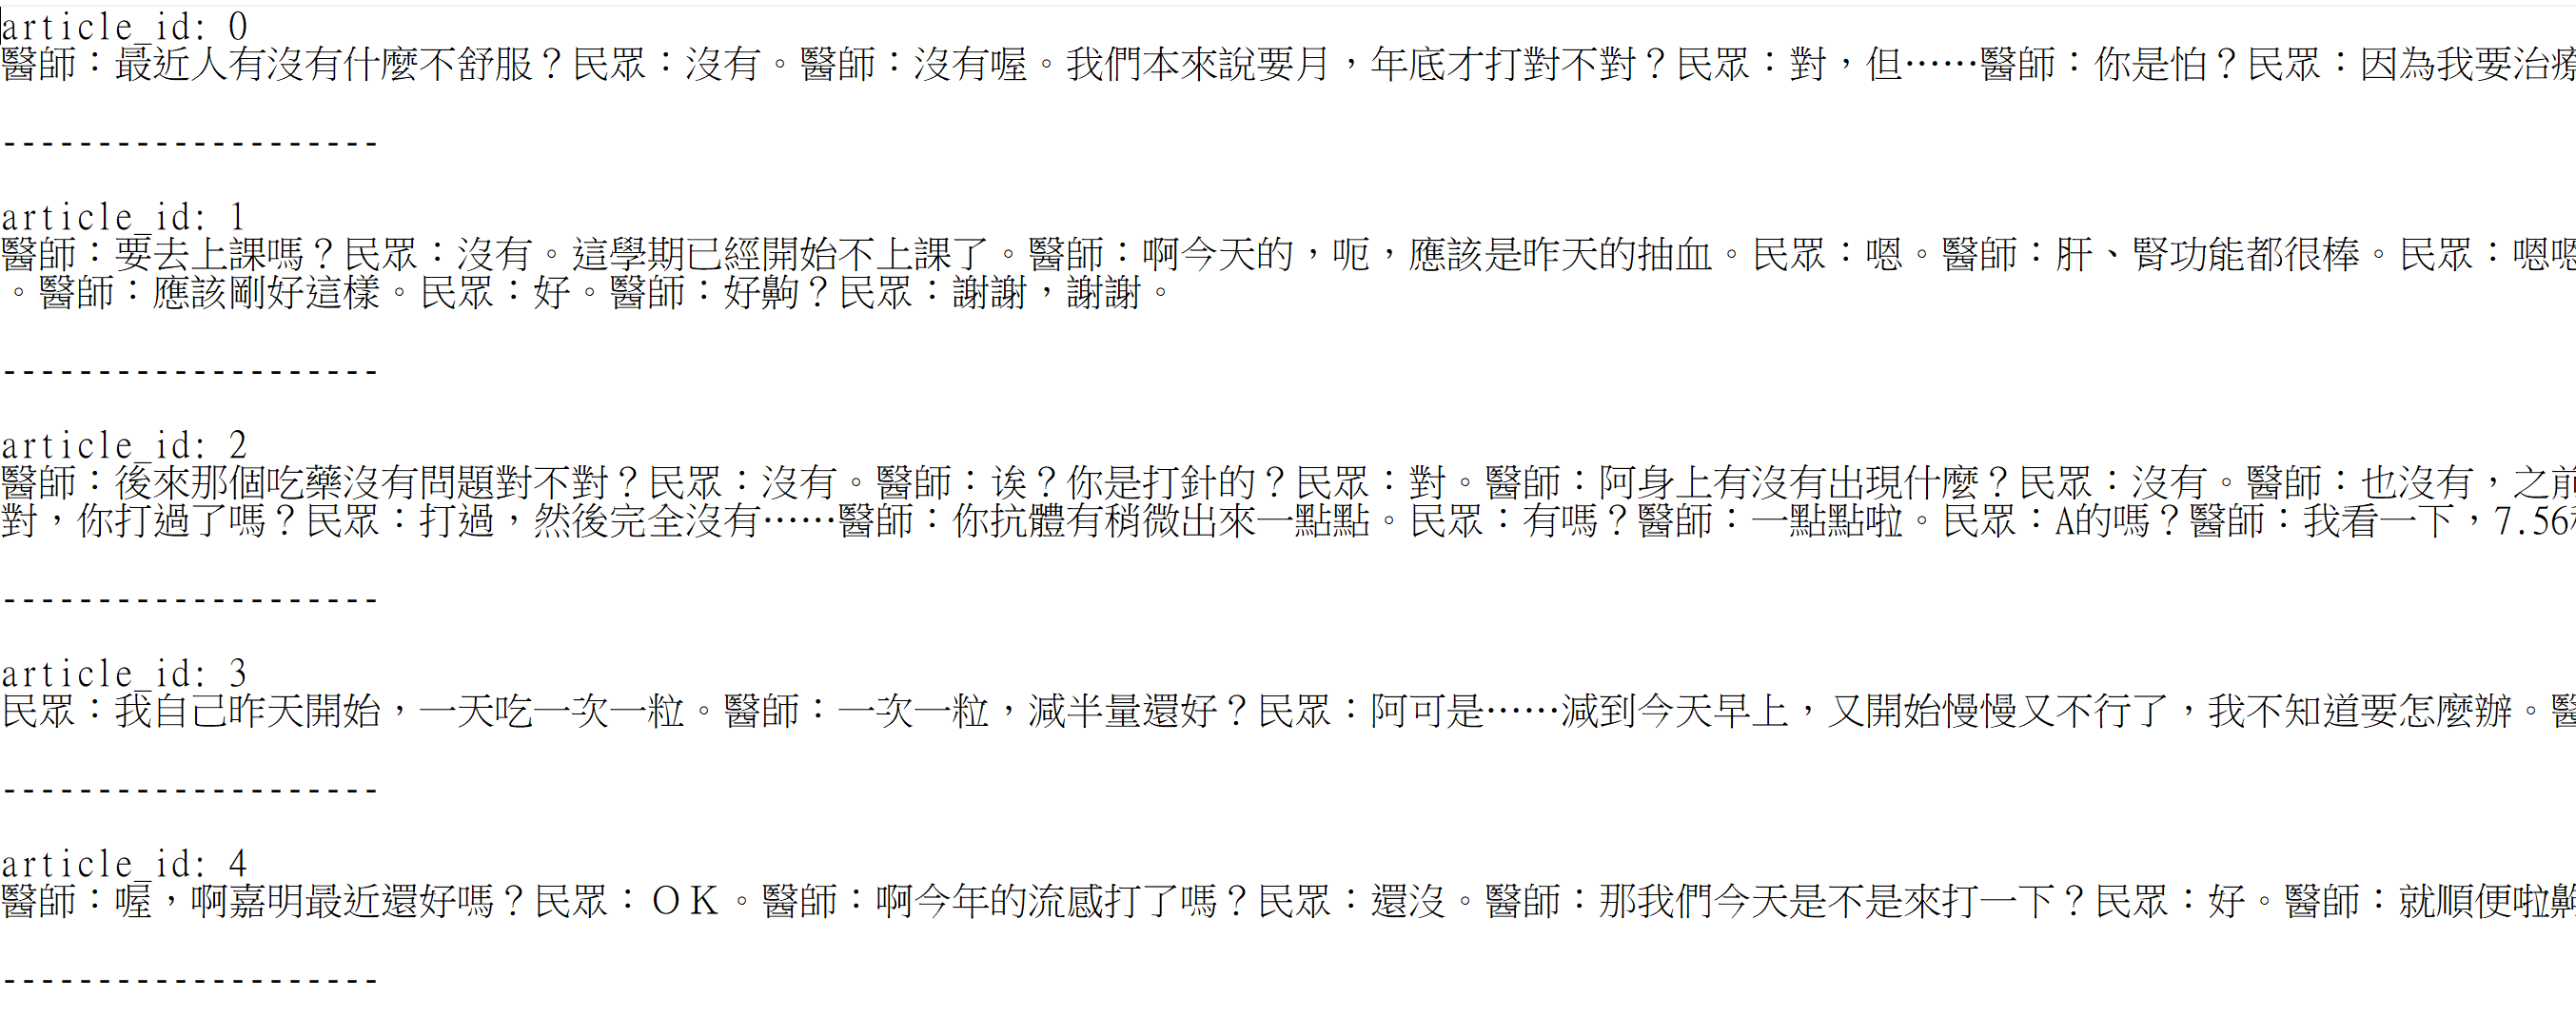 article_id: 0
醫師：最近人有沒有什麼不舒服？民眾：沒有。醫師：沒有喔。我們本來說要月，年底才打對不對？民眾：對，但……醫師：你是怕？民眾：因為我要治療
--------------------
article_id: 1
醫師：要去上課嗎？民眾：沒有。這學期已經開始不上課了。醫師：啊今天的，呃，應該是昨天的抽血。民眾：嗯。醫師：肝、腎功能都很棒。民眾：嗯嗯
。醫師：應該剛好這樣。民眾：好。醫師：好齁？民眾：謝謝，謝謝。
--------------------
article_id: 2
醫師：後來那個吃藥沒有問題對不對？民眾：沒有。醫師：诶？你是打針的？民眾：對。醫師：阿身上有沒有出現什麼？民眾：沒有。醫師：也沒有，之前
對，你打過了嗎？民眾：打過，然後完全沒有……醫師：你抗體有稍微出來一點點。民眾：有嗎？醫師：一點點啦。民眾：A的嗎？醫師：我看一下，7.56
--------------------
article_id: 3
民眾：我自己昨天開始，一天吃一次一粒。醫師：一次一粒，減半量還好？民眾：阿可是……減到今天早上，又開始慢慢又不行了，我不知道要怎麼辦。醫
--------------------
article_id: 4
醫師：喔，啊嘉明最近還好嗎？民眾：ＯＫ。醫師：啊今年的流感打了嗎？民眾：還沒。醫師：那我們今天是不是來打一下？民眾：好。醫師：就順便啦齁
--------------------